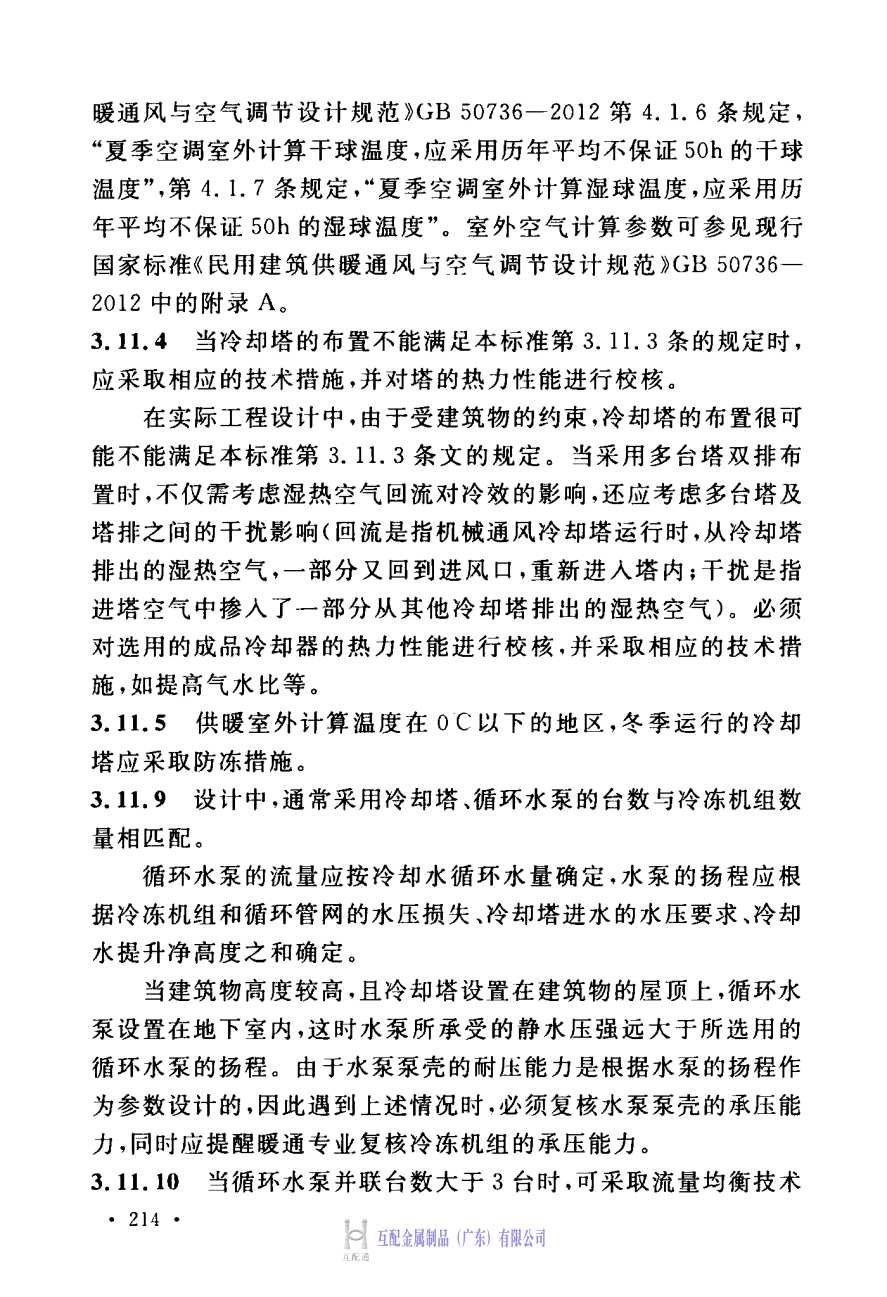 暖通风与空气调节设计规范》GB 50736—2012 第 4.1.6 条规定,
“夏季空调室外计算干球温度,应采用历年平均不保证 50h 的干球
温度”,第 4.1.7 条规定,“夏季空调室外计算湿球温度,应采用历
年平均不保证 50h 的湿球温度”。室外空气计算参数可参见现行
国家标准《民用建筑供暖通风与空气调节设计规范》GB 50736—
2012 中的附录 A。
3.11.4 当冷却塔的布置不能满足本标准第 3.11.3 条的规定时,
应采取相应的技术措施,并对塔的热力性能进行校核。
在实际工程设计中,由于受建筑物的约束,冷却塔的布置很可
能不能满足本标准第 3.11.3 条文的规定。当采用多台塔双排布
置时,不仅需考虑湿热空气回流对冷效的影响,还应考虑多台塔及
塔排之间的干扰影响(回流是指机械通风冷却塔运行时,从冷却塔
排出的湿热空气,一部分又回到进风口,重新进入塔内;干扰是指
进塔空气中掺入了一部分从其他冷却塔排出的湿热空气)。必须
对选用的成品冷却器的热力性能进行校核,并采取相应的技术措
施,如提高气水比等。
3.11.5 供暖室外计算温度在 0℃以下的地区,冬季运行的冷却
塔应采取防冻措施。
3.11.9 设计中,通常采用冷却塔、循环水泵的台数与冷冻机组数
量相匹配。
循环水泵的流量应按冷却水循环水量确定,水泵的扬程应根
据冷冻机组和循环管网的水压损失、冷却塔进水的水压要求、冷却
水提升净高度之和确定。
当建筑物高度较高,且冷却塔设置在建筑物的屋顶上,循环水
泵设置在地下室内,这时水泵所承受的静水压强远大于所选用的
循环水泵的扬程。由于水泵泵壳的耐压能力是根据水泵的扬程作
为参数设计的,因此遇到上述情况时,必须复核水泵泵壳的承压能
力,同时应提醒暖通专业复核冷冻机组的承压能力。
3.11.10 当循环水泵并联台数大于 3 台时,可采取流量均衡技术
• 214 •
互配通
互配金属制品(广东)有限公司